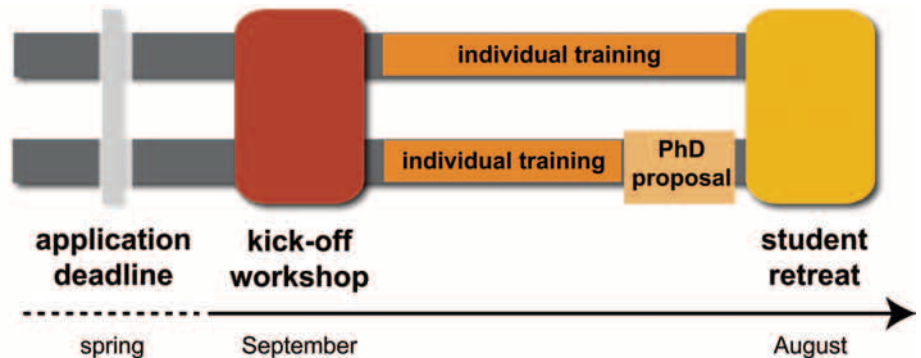 individual training
individual training
PhD
proposal
application
deadline
kick-off
workshop
student
retreat
spring
September
August